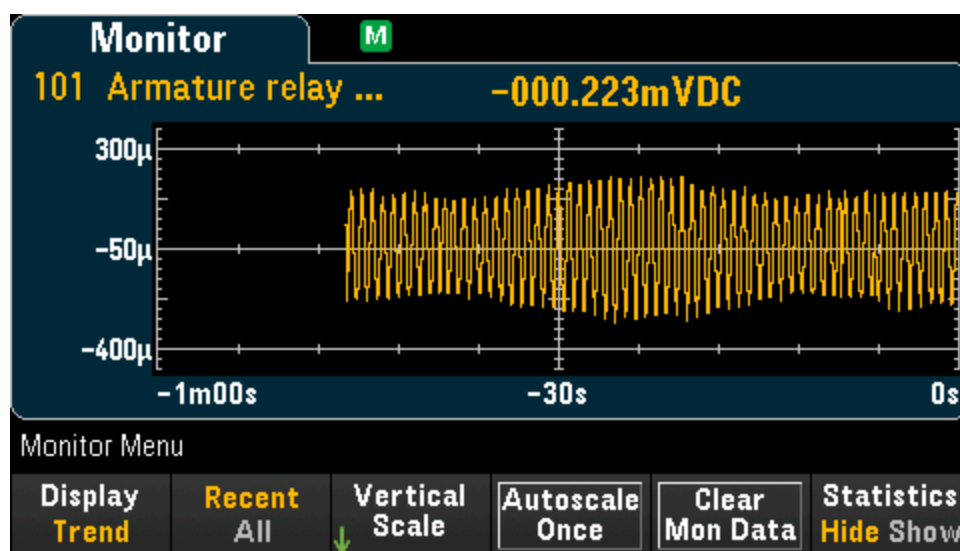 Monitor M
101 Armature relay ... -000.223mVDC
300µ
-50µ
-400µ
-1m00s -30s 0s
Monitor Menu
Display Recent Vertical Autoscale Clear Statistics
Trend All Scale Once Mon Data Hide Show